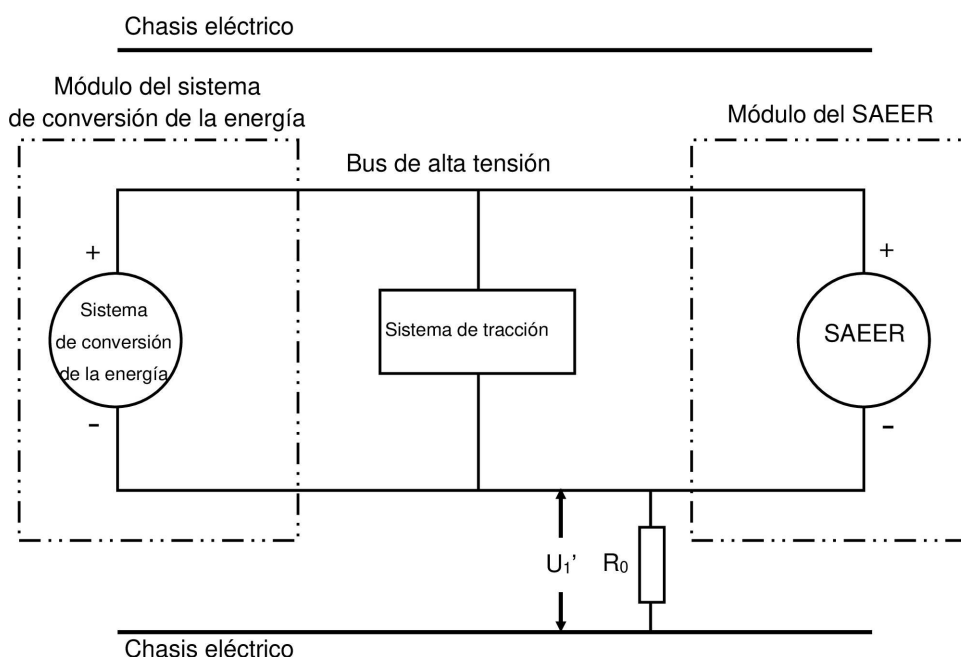 Chasis eléctrico
Módulo del sistema
de conversión de la energía
Módulo del SAEER
Bus de alta tensión
+
+
Sistema
de conversión
de la energía
Sistema de tracción
SAEER
-
-
U₁’
R₀
Chasis eléctrico